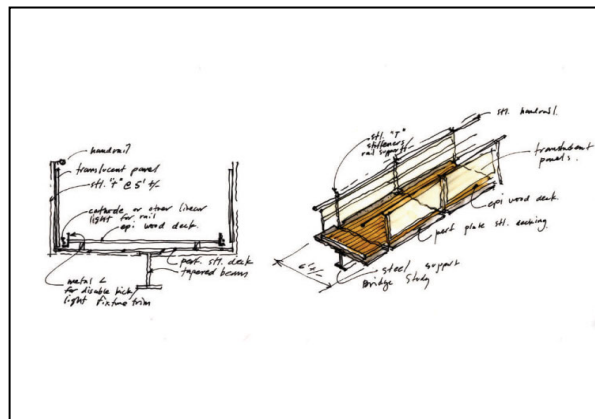 handrail
translucent panel
stl. "T" @ 5' +/-
cathode or other linear
light for rail
epi wood deck.
perf. stl. deck
tapered beams
metal L
for disable kick/
light fixture trim
stl. handrail.
stl. "T"
stiffeners
rail support
translucent
panels.
epi wood deck.
perf plate stl. decking.
steel support
Bridge Study